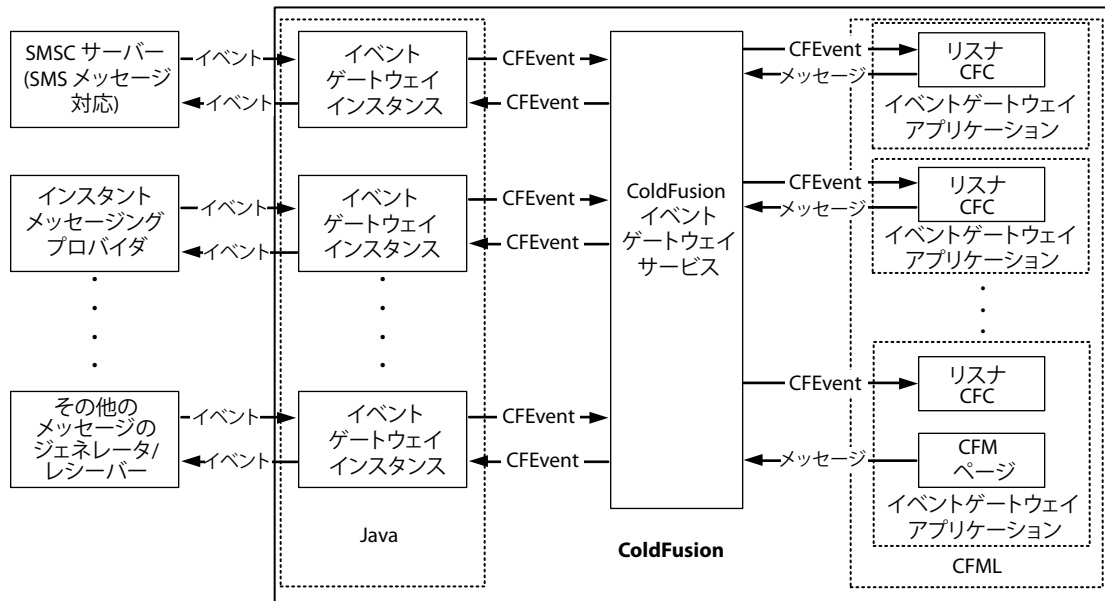 SMSC サーバー
(SMS メッセージ
対応)
イベント
イベント
イベント
ゲートウェイ
インスタンス
CFEvent
CFEvent
CFEvent
メッセージ
リスナ
CFC
イベントゲートウェイ
アプリケーション
インスタント
メッセージング
プロバイダ
イベント
イベント
イベント
ゲートウェイ
インスタンス
CFEvent
CFEvent
ColdFusion
イベント
ゲートウェイ
サービス
CFEvent
メッセージ
リスナ
CFC
イベントゲートウェイ
アプリケーション
その他の
メッセージの
ジェネレータ/
レシーバー
イベント
イベント
イベント
ゲートウェイ
インスタンス
CFEvent
CFEvent
CFEvent
リスナ
CFC
メッセージ
CFM
ページ
イベントゲートウェイ
アプリケーション
Java
ColdFusion
CFML